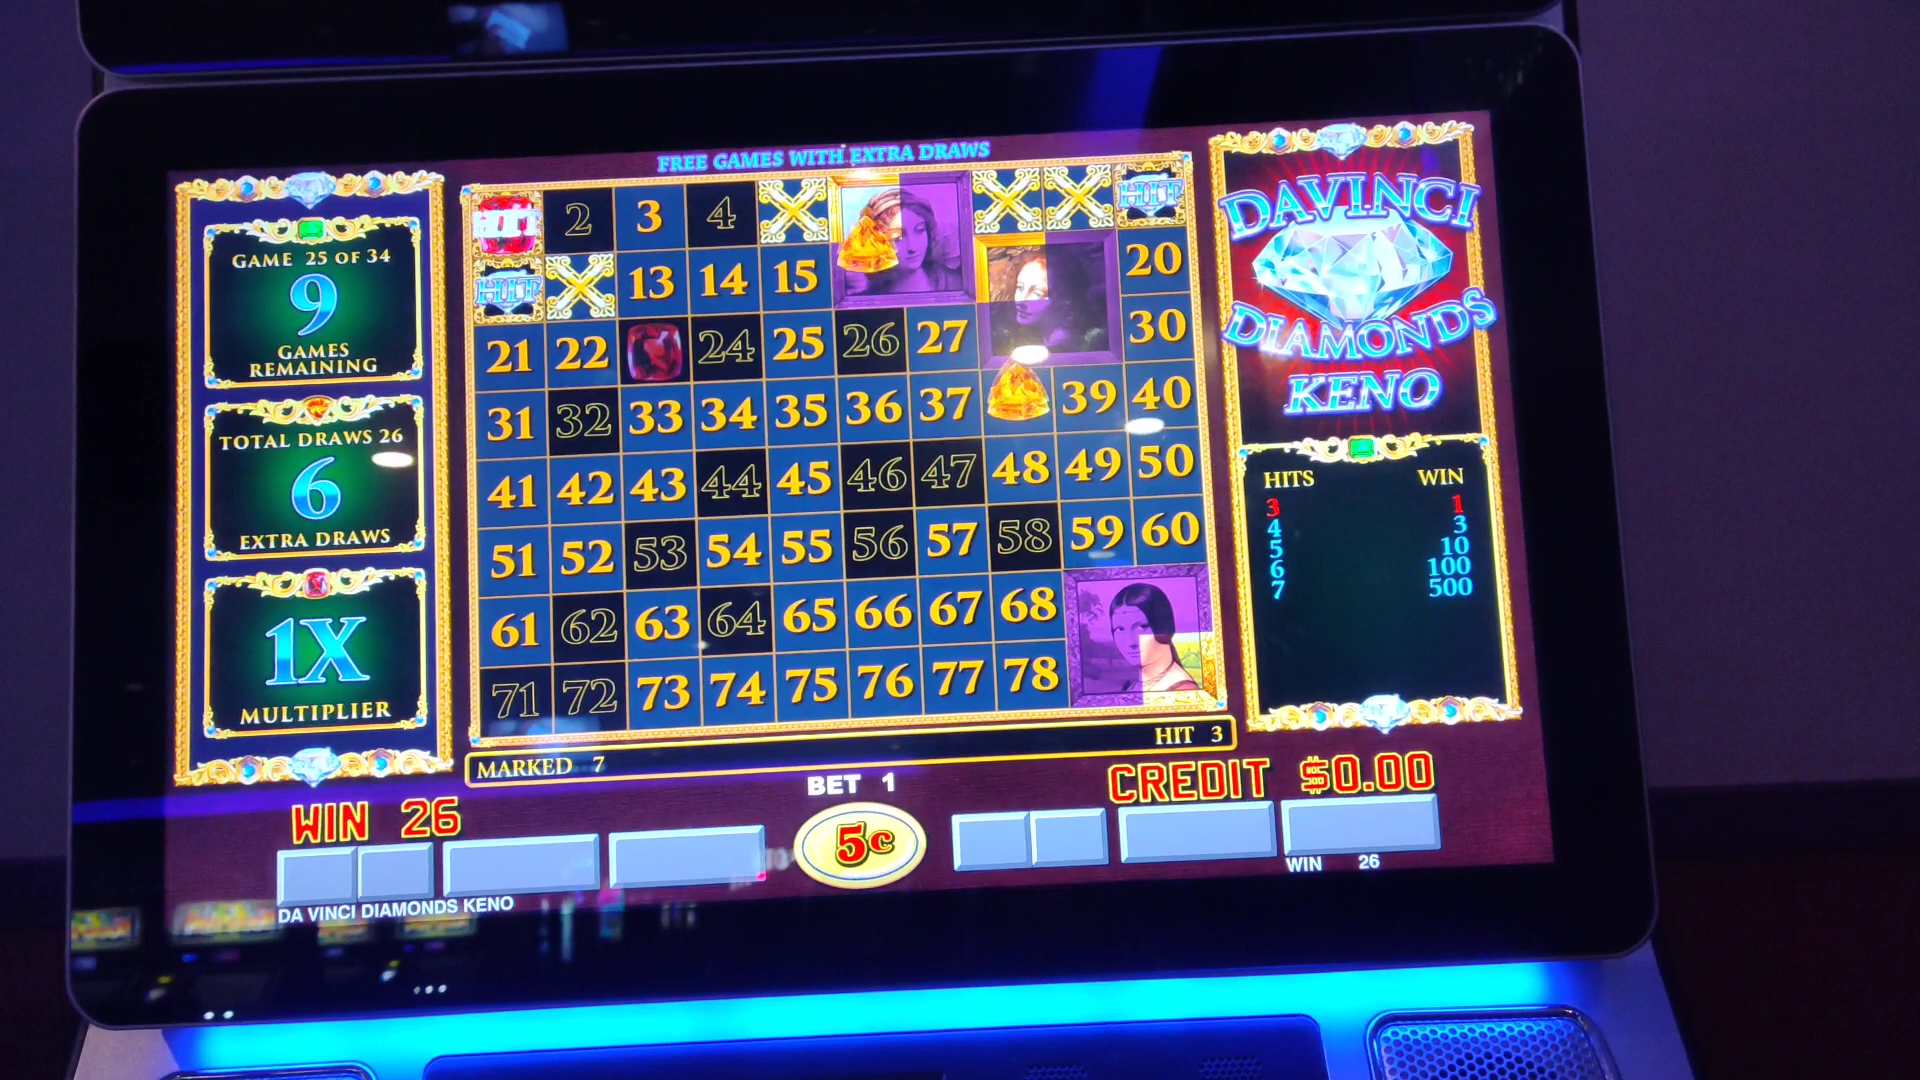 FREE GAMES WITH EXTRA DRAWS
GAME 25 OF 34
9
GAMES
REMAINING
TOTAL DRAWS 26
6
EXTRA DRAWS
1X
MULTIPLIER
HIT 2 3 4 HIT
HIT 13 14 15 20
21 22 24 25 26 27 30
31 32 33 34 35 36 37 39 40
41 42 43 44 45 46 47 48 49 50
51 52 53 54 55 56 57 58 59 60
61 62 63 64 65 66 67 68
71 72 73 74 75 76 77 78
MARKED 7
HIT 3
DAVINCI
DIAMONDS
KENO
HITS WIN
3 1
4 3
5 10
6 100
7 500
WIN 26
BET 1
5¢
CREDIT $0.00
WIN 26
DA VINCI DIAMONDS KENO